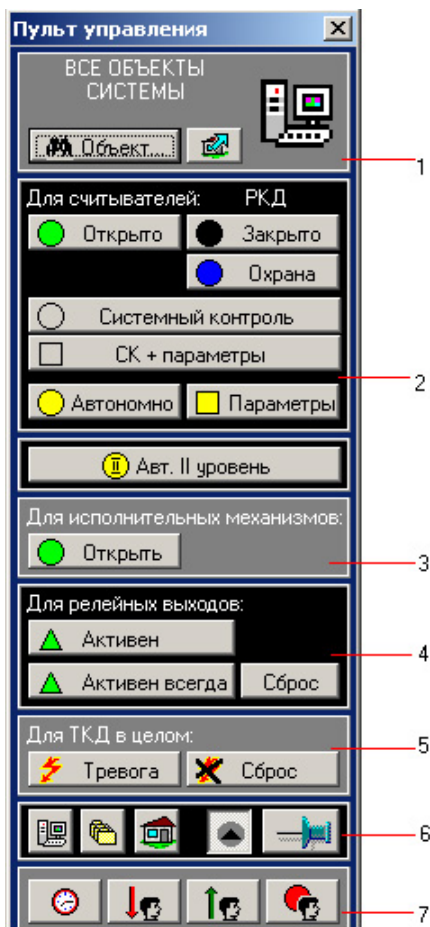 Пульт управления
ВСЕ ОБЪЕКТЫ
СИСТЕМЫ
Объект...
1
Для считывателей: РКД
Открыто Закрыто
Охрана
Системный контроль
СК + параметры
2
Автономно Параметры
II Авт. II уровень
Для исполнительных механизмов:
Открыть
3
Для релейных выходов:
Активен
4
Активен всегда Сброс
Для ТКД в целом:
5
Тревога Сброс
6
7